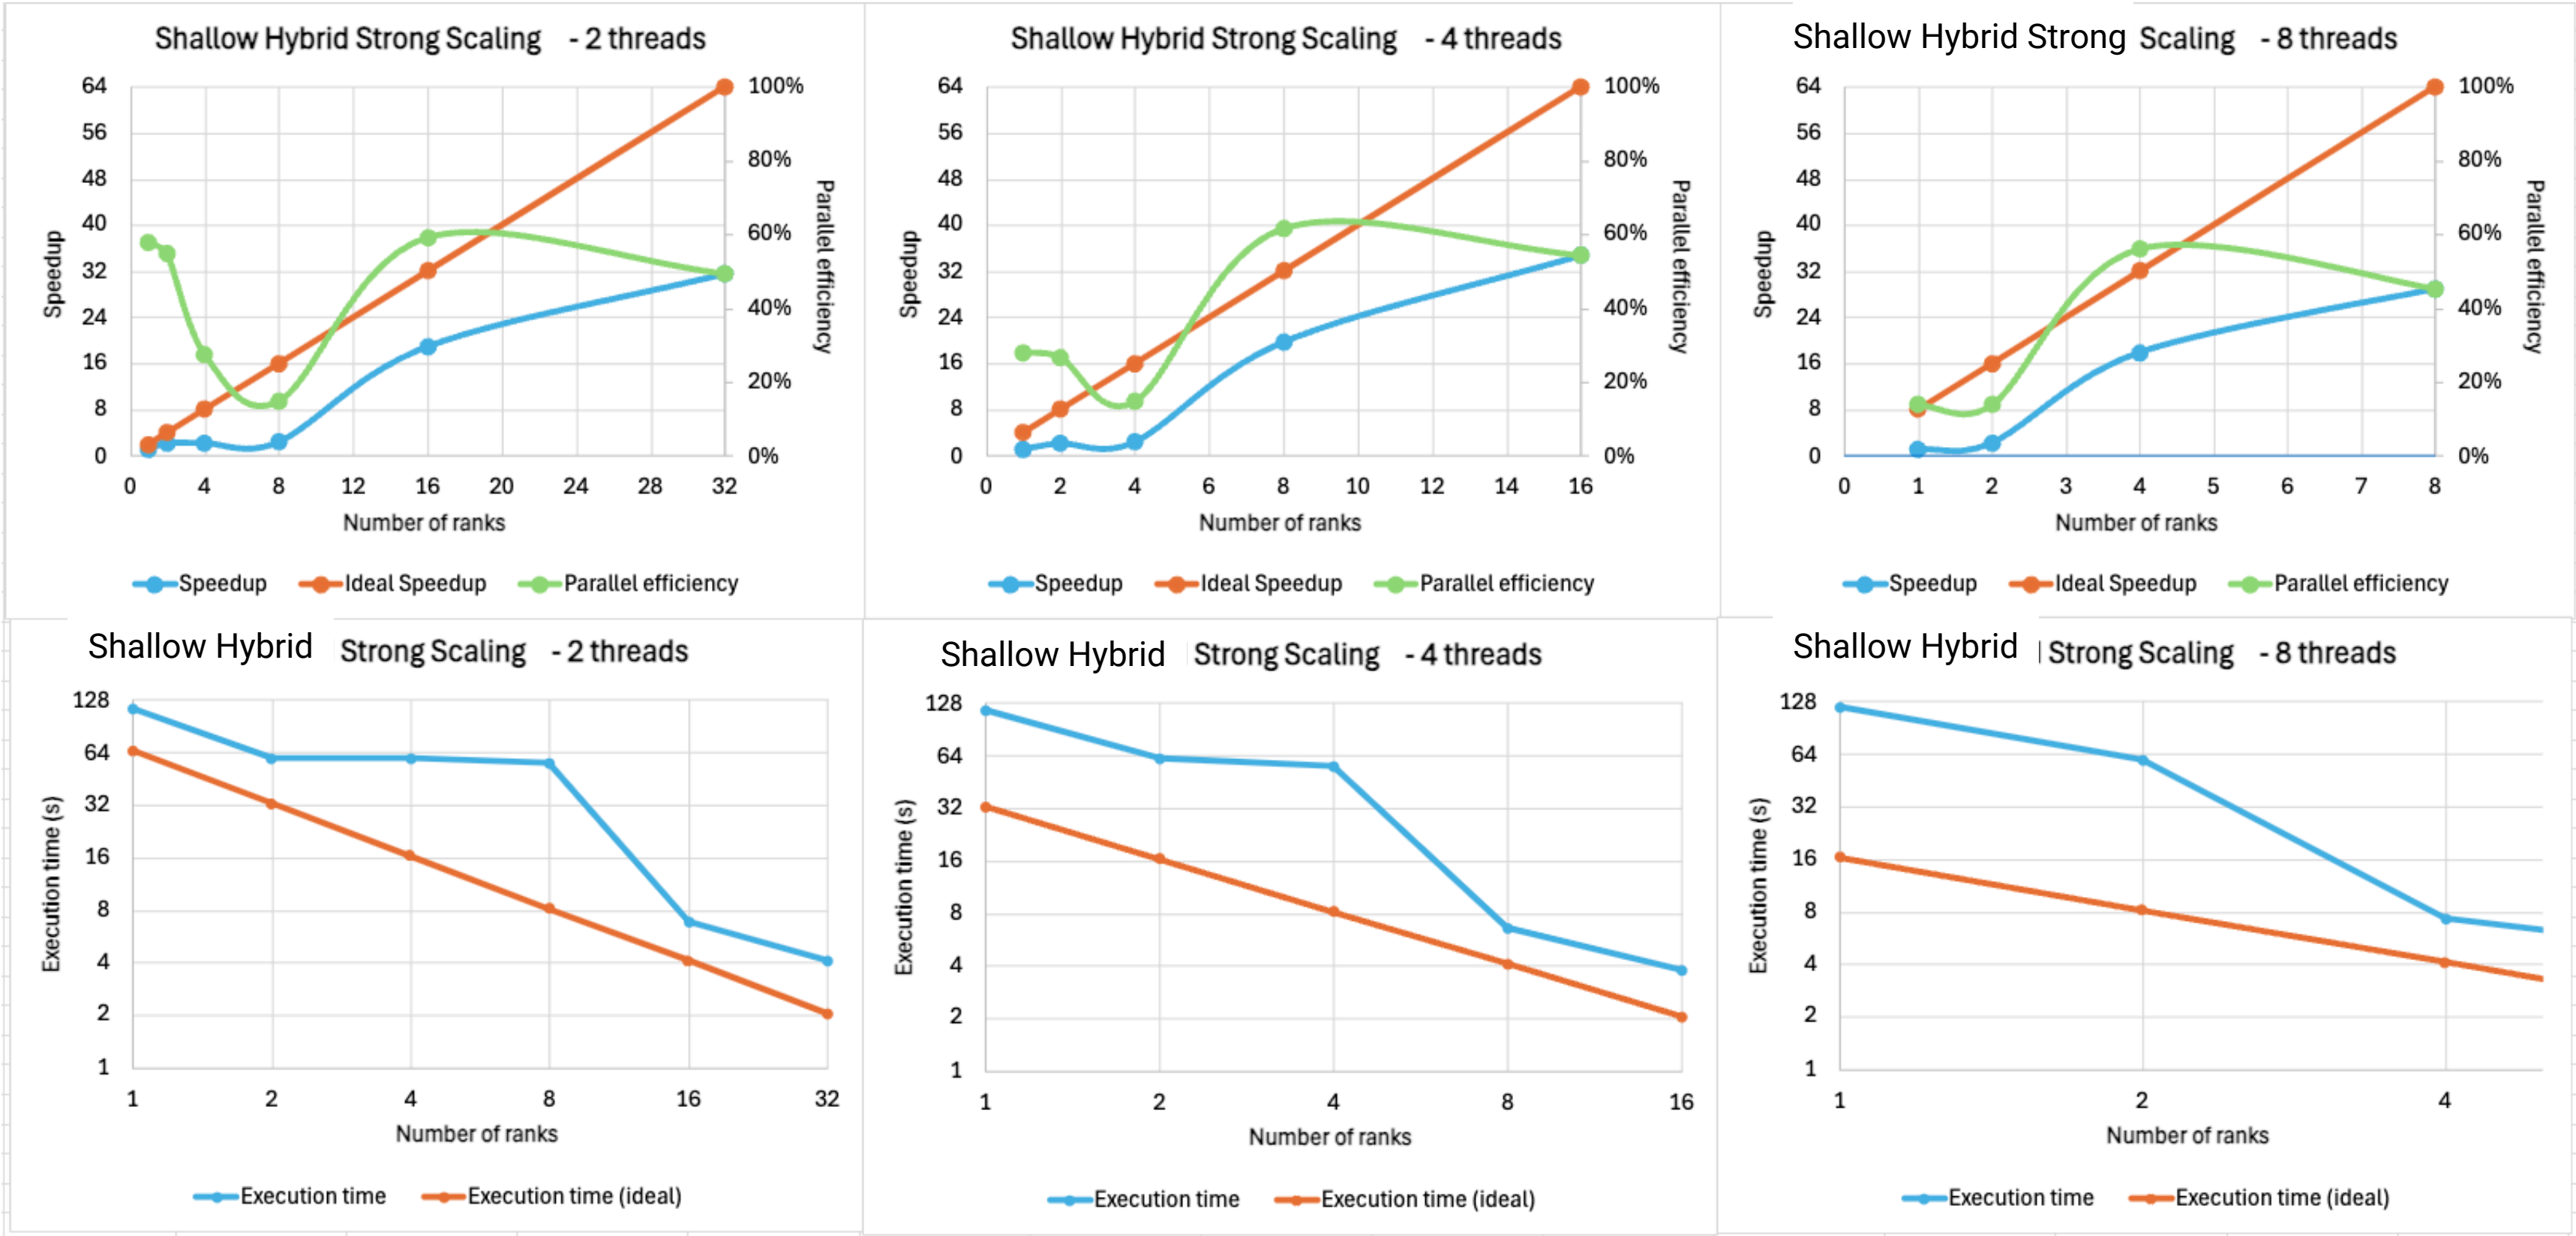 Shallow Hybrid Strong Scaling - 2 threads
64
56
48
40
32
24
16
8
0
100%
80%
60%
40%
20%
0%
Speedup
Parallel efficiency
0 4 8 12 16 20 24 28 32
Number of ranks
Speedup Ideal Speedup Parallel efficiency
Shallow Hybrid Strong Scaling - 4 threads
64
56
48
40
32
24
16
8
0
100%
80%
60%
40%
20%
0%
Speedup
Parallel efficiency
0 2 4 6 8 10 12 14 16
Number of ranks
Speedup Ideal Speedup Parallel efficiency
Shallow Hybrid Strong Scaling - 8 threads
64
56
48
40
32
24
16
8
0
100%
80%
60%
40%
20%
0%
Speedup
Parallel efficiency
0 1 2 3 4 5 6 7 8
Number of ranks
Speedup Ideal Speedup Parallel efficiency
Shallow Hybrid Strong Scaling - 2 threads
128
64
32
16
8
4
2
1
Execution time (s)
1 2 4 8 16 32
Number of ranks
Execution time Execution time (ideal)
Shallow Hybrid Strong Scaling - 4 threads
128
64
32
16
8
4
2
1
Execution time (s)
1 2 4 8 16
Number of ranks
Execution time Execution time (ideal)
Shallow Hybrid Strong Scaling - 8 threads
128
64
32
16
8
4
2
1
Execution time (s)
1 2 4
Number of ranks
Execution time Execution time (ideal)